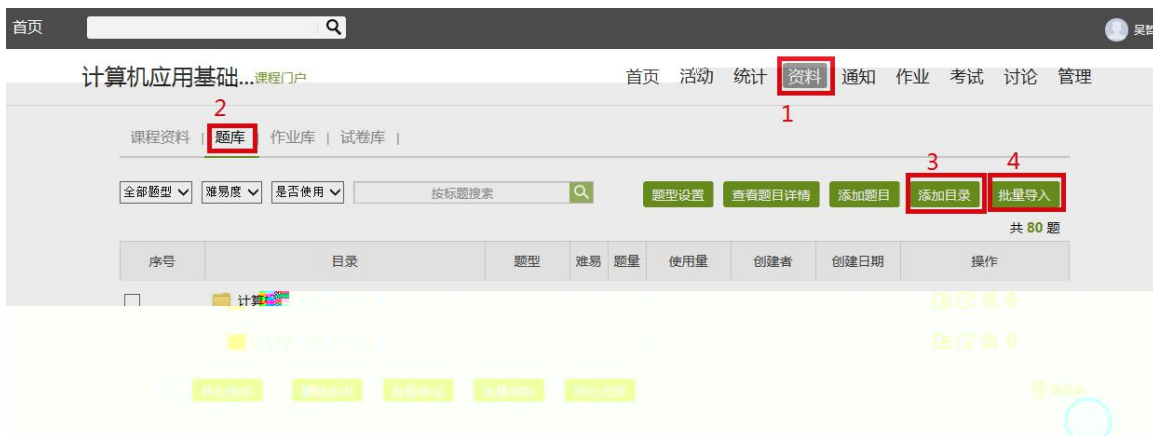 首页 吴哲
计算机应用基础...课程门户 首页 活动 统计 资料 通知 作业 考试 讨论 管理
2 1
课程资料 | 题库 | 作业库 | 试卷库 |
3 4
全部题型 难易度 是否使用 按标题搜索 题型设置 查看题目详情 添加题目 添加目录 批量导入
共 80 题
序号 目录 题型 难易 题量 使用量 创建者 创建日期 操作
计算机